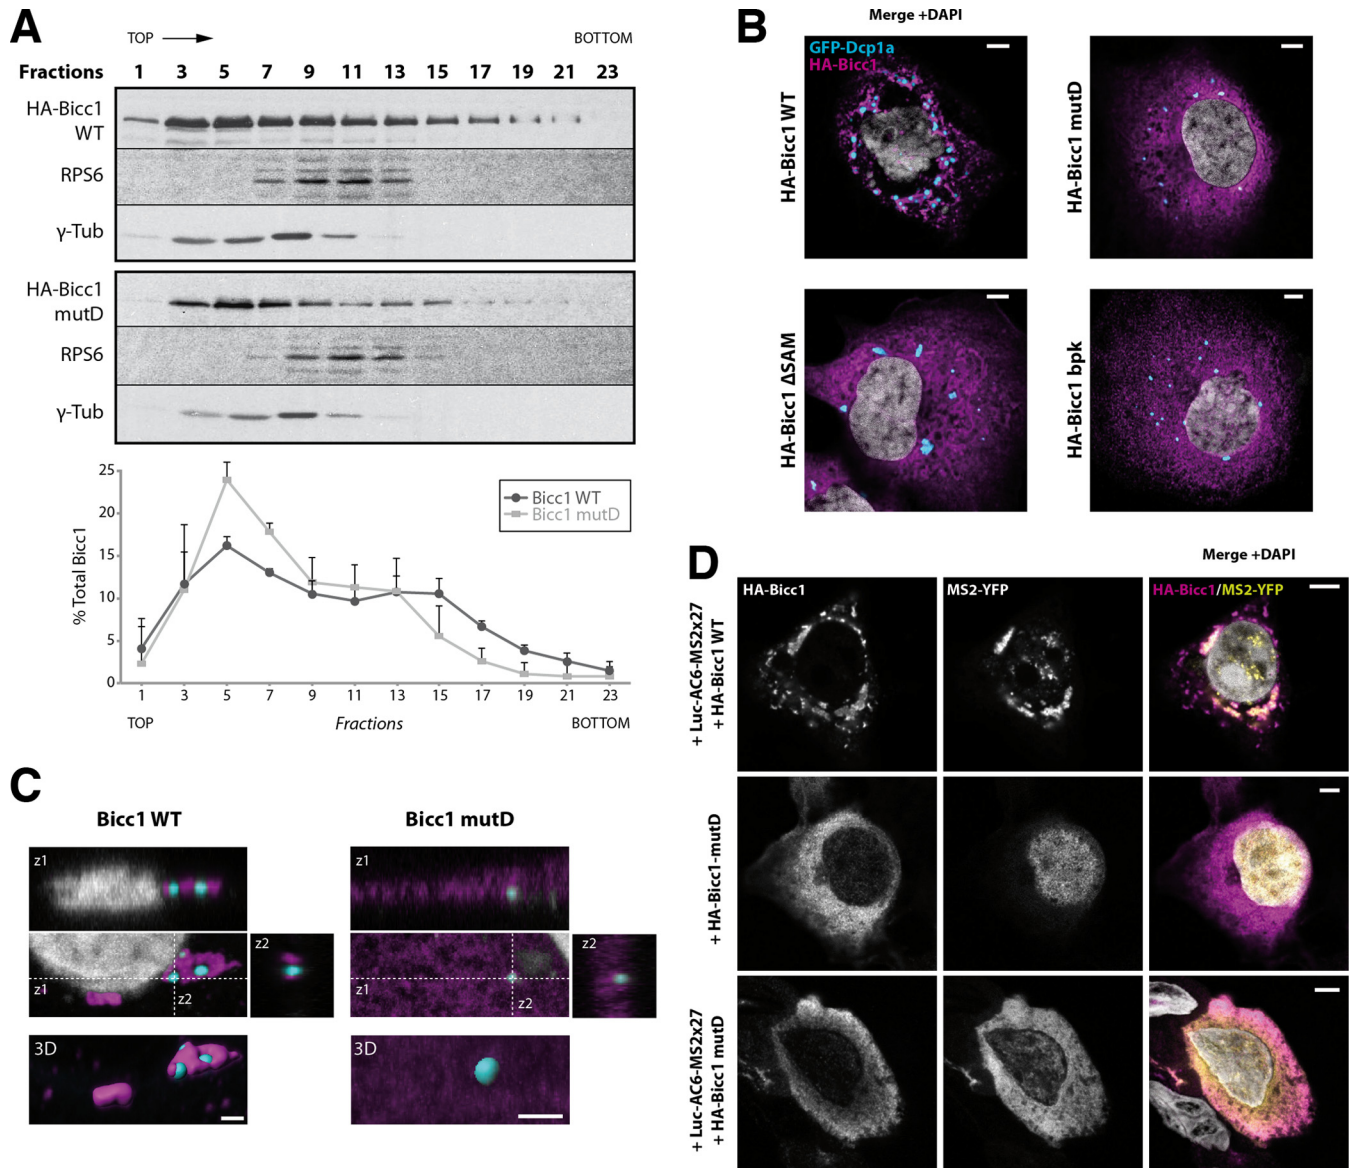 A
TOP
BOTTOM
Fractions 1 3 5 7 9 11 13 15 17 19 21 23
HA-Bicc1
WT
RPS6
γ-Tub
HA-Bicc1
mutD
RPS6
γ-Tub
25
20
15
10
5
0
% Total Bicc1
Bicc1 WT
Bicc1 mutD
1 3 5 7 9 11 13 15 17 19 21 23
TOP
Fractions
BOTTOM
B
Merge +DAPI
GFP-Dcp1a
HA-Bicc1
HA-Bicc1 WT
HA-Bicc1 mutD
HA-Bicc1 ΔSAM
HA-Bicc1 bpk
C
Bicc1 WT
Bicc1 mutD
z1
z1
z1
z2
z2
z1
z2
z2
3D
3D
D
Merge +DAPI
HA-Bicc1
MS2-YFP
HA-Bicc1/MS2-YFP
+ Luc-AC6-MS2x27
+ HA-Bicc1 WT
+ HA-Bicc1-mutD
+ Luc-AC6-MS2x27
+ HA-Bicc1 mutD